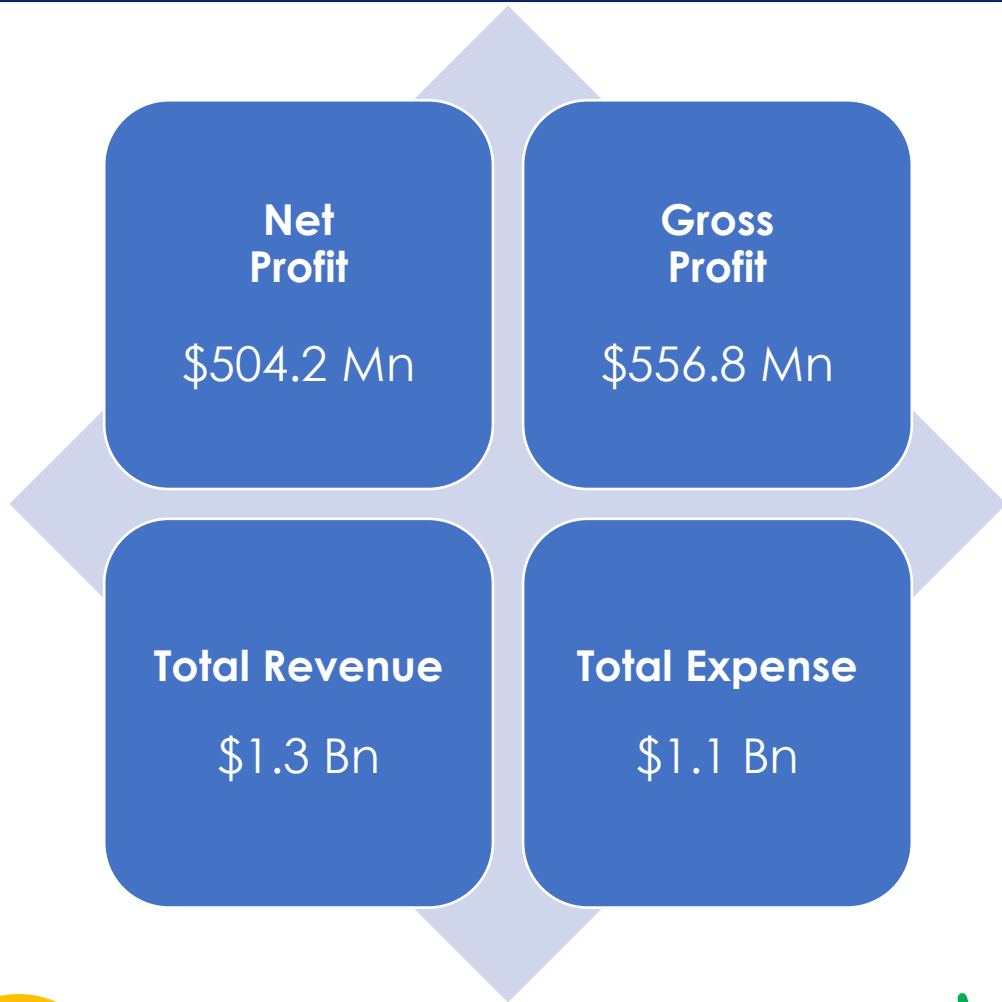 Net
Profit
$504.2 Mn
Gross
Profit
$556.8 Mn
Total Revenue
$1.3 Bn
Total Expense
$1.1 Bn